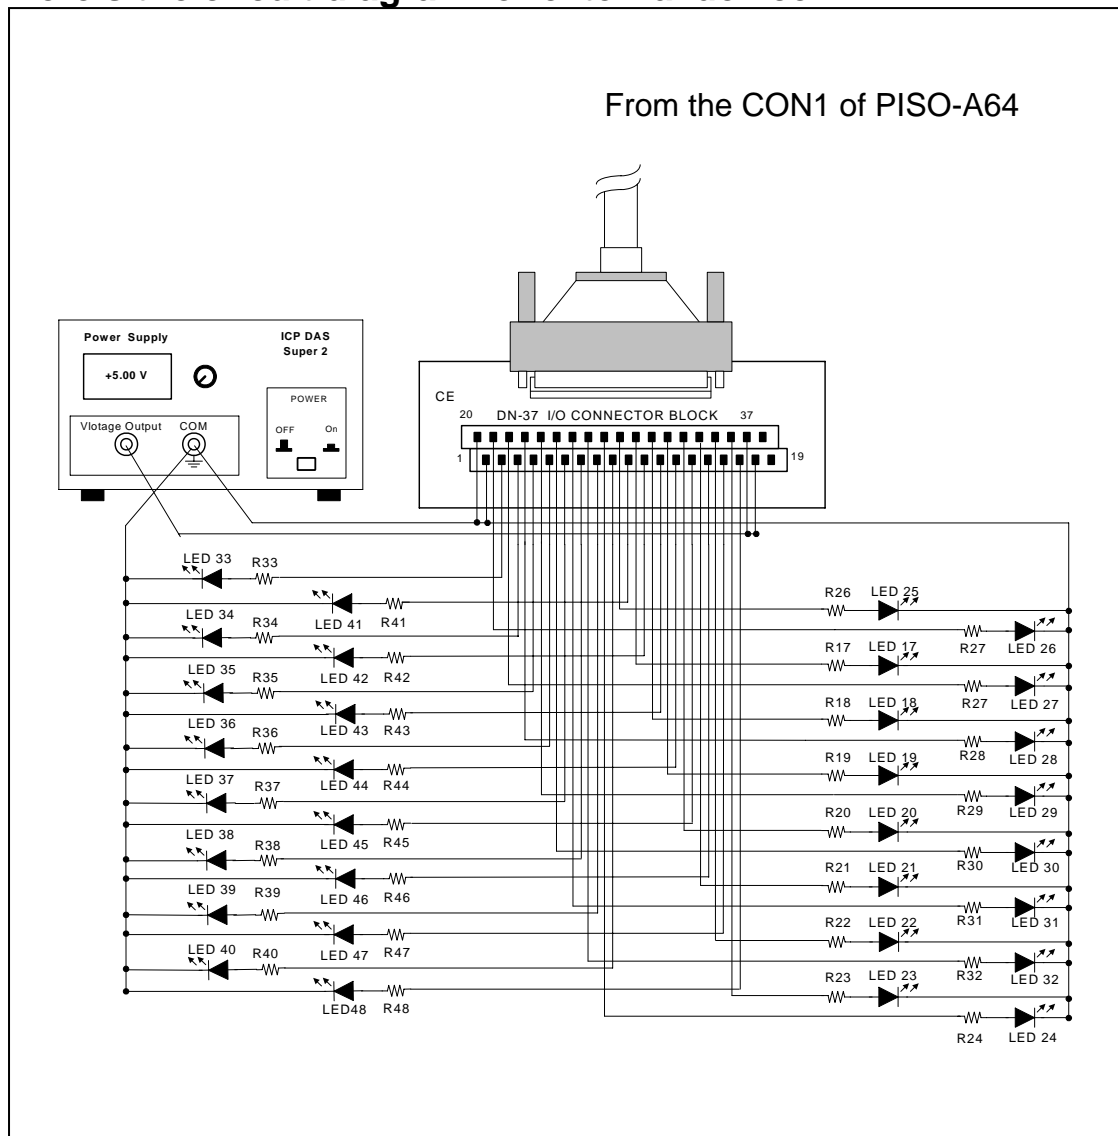 From the CON1 of PISO-A64
Power Supply
ICP DAS
Super 2
+5.00 V
POWER
OFF
On
Vlotage Output
COM
CE
20 DN-37 I/O CONNECTOR BLOCK 37
1
19
LED 33
R33
LED 41
R41
LED 34
R34
LED 42
R42
LED 35
R35
LED 43
R43
LED 36
R36
LED 44
R44
LED 37
R37
LED 45
R45
LED 38
R38
LED 46
R46
LED 39
R39
LED 47
R47
LED 40
R40
LED48
R48
R26
LED 25
R27
LED 26
R17
LED 17
R27
LED 27
R18
LED 18
R28
LED 28
R19
LED 19
R29
LED 29
R20
LED 20
R30
LED 30
R21
LED 21
R31
LED 31
R22
LED 22
R32
LED 32
R23
LED 23
R24
LED 24